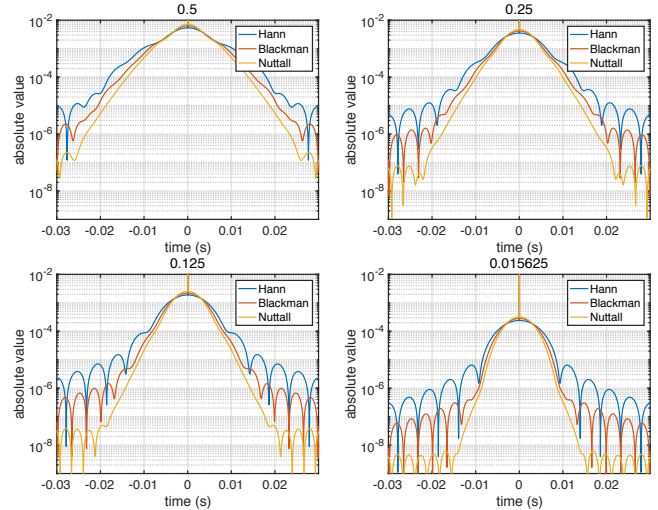 0.5
10^-2
10^-4
10^-6
10^-8
absolute value
Hann
Blackman
Nuttall
-0.03 -0.02 -0.01 0 0.01 0.02
time (s)
0.25
10^-2
10^-4
10^-6
10^-8
absolute value
Hann
Blackman
Nuttall
-0.03 -0.02 -0.01 0 0.01 0.02
time (s)
0.125
10^-2
10^-4
10^-6
10^-8
absolute value
Hann
Blackman
Nuttall
-0.03 -0.02 -0.01 0 0.01 0.02
time (s)
0.015625
10^-2
10^-4
10^-6
10^-8
absolute value
Hann
Blackman
Nuttall
-0.03 -0.02 -0.01 0 0.01 0.02
time (s)